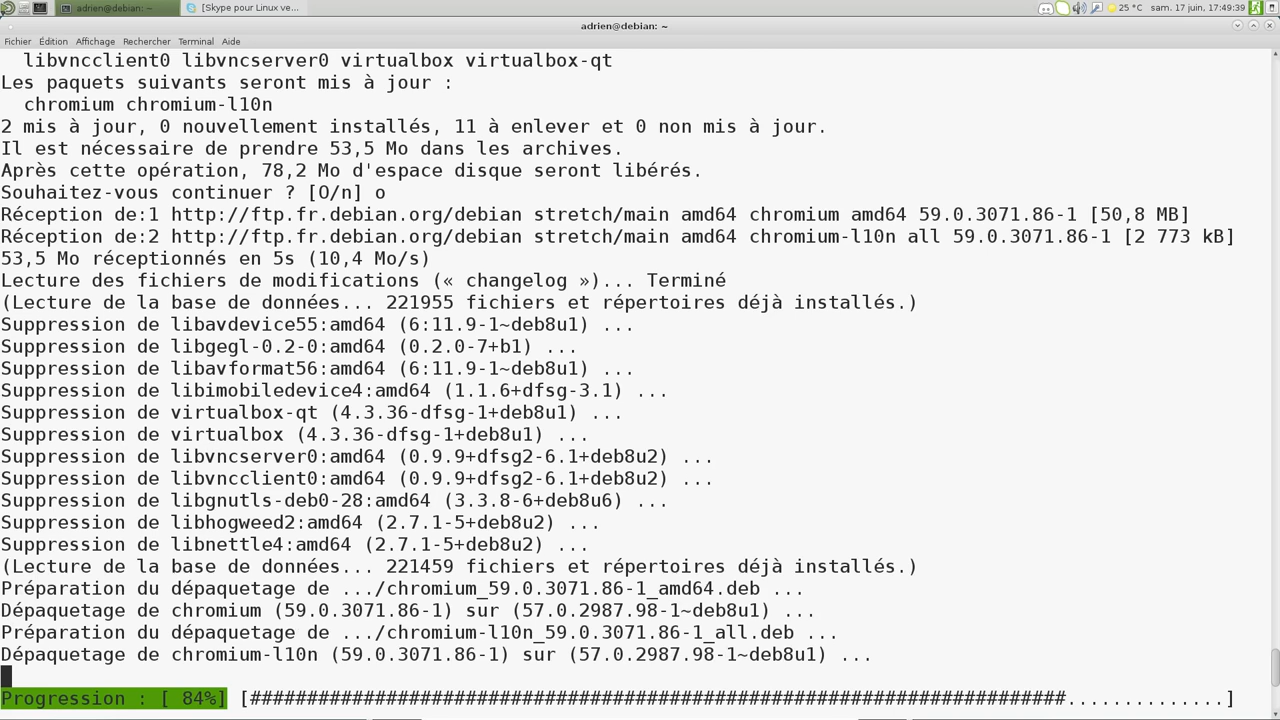 adrien@debian: ~
[Skype pour Linux ve...
25 °C
sam. 17 juin, 17:49:39
adrien@debian: ~
Fichier Édition Affichage Rechercher Terminal Aide
libvncclient0 libvncserver0 virtualbox virtualbox-qt
Les paquets suivants seront mis à jour :
chromium chromium-l10n
2 mis à jour, 0 nouvellement installés, 11 à enlever et 0 non mis à jour.
Il est nécessaire de prendre 53,5 Mo dans les archives.
Après cette opération, 78,2 Mo d'espace disque seront libérés.
Souhaitez-vous continuer ? [O/n] o
Réception de:1 http://ftp.fr.debian.org/debian stretch/main amd64 chromium amd64 59.0.3071.86-1 [50,8 MB]
Réception de:2 http://ftp.fr.debian.org/debian stretch/main amd64 chromium-l10n all 59.0.3071.86-1 [2 773 kB]
53,5 Mo réceptionnés en 5s (10,4 Mo/s)
Lecture des fichiers de modifications (« changelog »)... Terminé
(Lecture de la base de données... 221955 fichiers et répertoires déjà installés.)
Suppression de libavdevice55:amd64 (6:11.9-1~deb8u1) ...
Suppression de libgegl-0.2-0:amd64 (0.2.0-7+b1) ...
Suppression de libavformat56:amd64 (6:11.9-1~deb8u1) ...
Suppression de libimobiledevice4:amd64 (1.1.6+dfsg-3.1) ...
Suppression de virtualbox-qt (4.3.36-dfsg-1+deb8u1) ...
Suppression de virtualbox (4.3.36-dfsg-1+deb8u1) ...
Suppression de libvncserver0:amd64 (0.9.9+dfsg2-6.1+deb8u2) ...
Suppression de libvncclient0:amd64 (0.9.9+dfsg2-6.1+deb8u2) ...
Suppression de libgnutls-deb0-28:amd64 (3.3.8-6+deb8u6) ...
Suppression de libhogweed2:amd64 (2.7.1-5+deb8u2) ...
Suppression de libnettle4:amd64 (2.7.1-5+deb8u2) ...
(Lecture de la base de données... 221459 fichiers et répertoires déjà installés.)
Préparation du dépaquetage de .../chromium_59.0.3071.86-1_amd64.deb ...
Dépaquetage de chromium (59.0.3071.86-1) sur (57.0.2987.98-1~deb8u1) ...
Préparation du dépaquetage de .../chromium-l10n_59.0.3071.86-1_all.deb ...
Dépaquetage de chromium-l10n (59.0.3071.86-1) sur (57.0.2987.98-1~deb8u1) ...
Progression : [ 84%] [########################################################################..............]